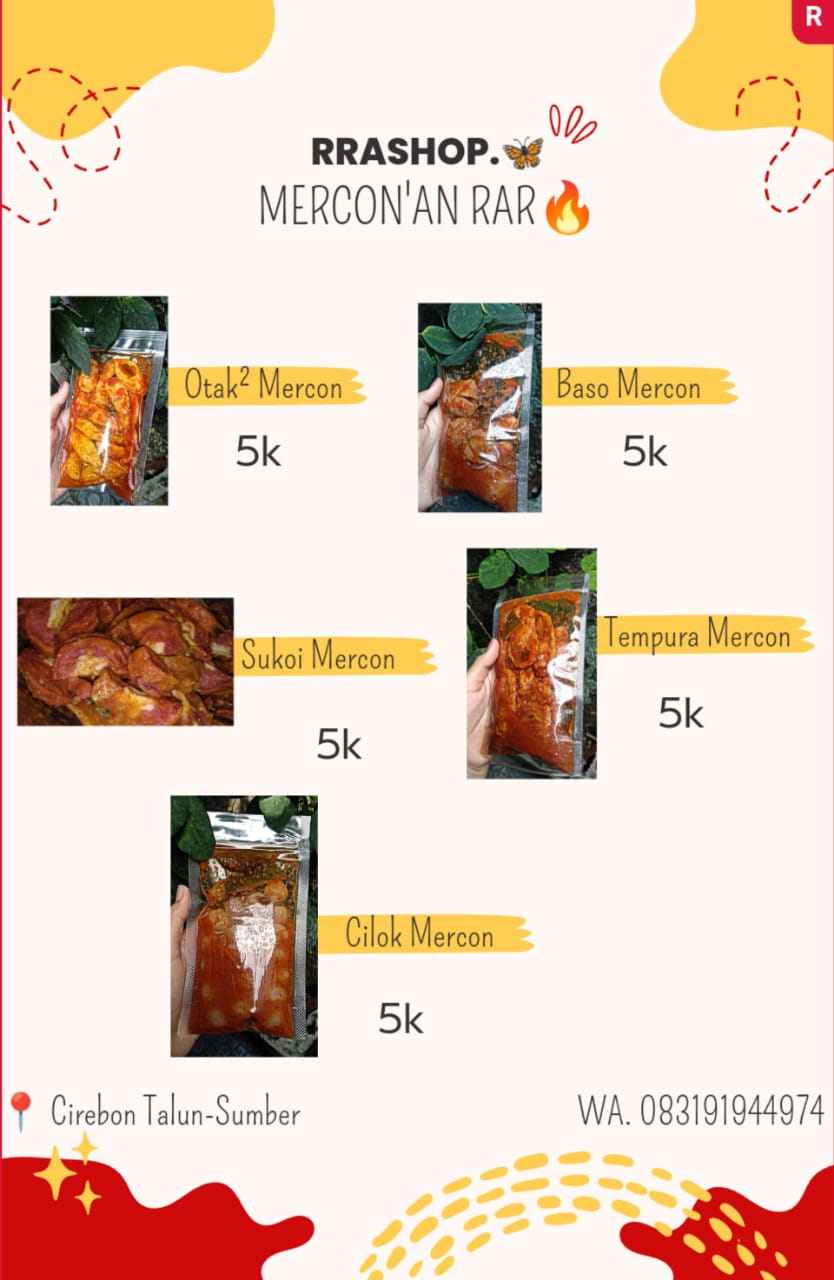 R
RRASHOP.🦋
MERCON'AN RAR🔥
Otak² Mercon
5k
Baso Mercon
5k
Sukoi Mercon
5k
Tempura Mercon
5k
Cilok Mercon
5k
📍 Cirebon Talun-Sumber
WA. 083191944974